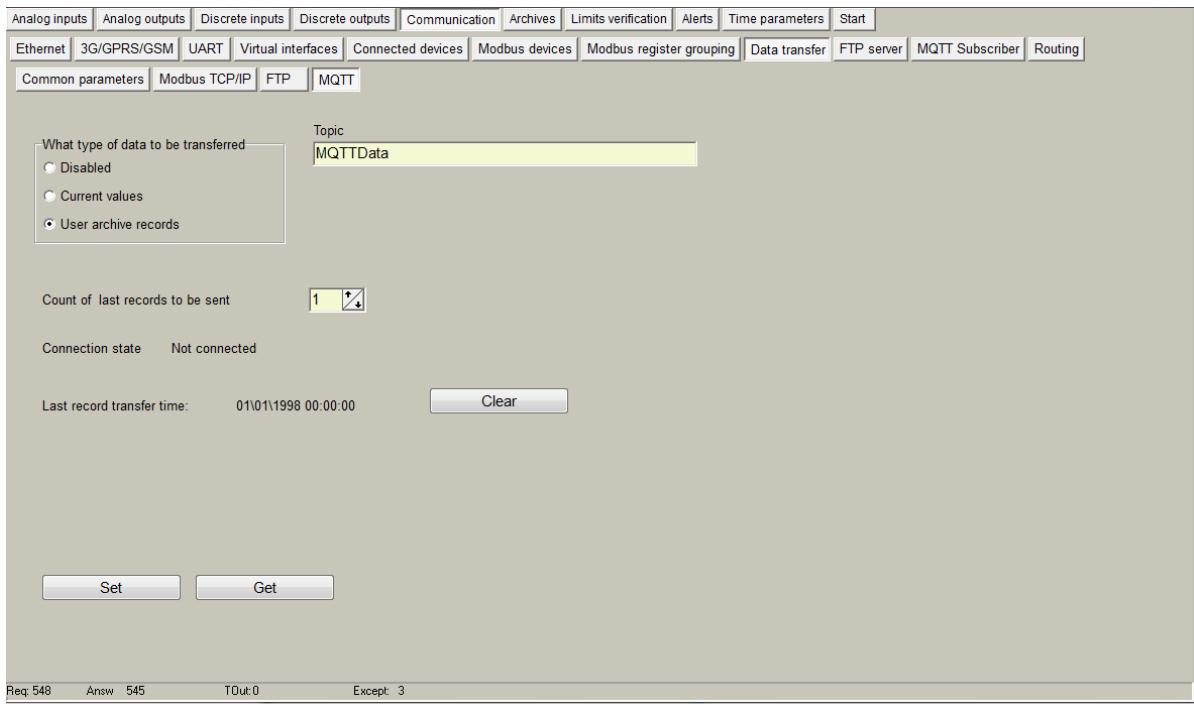 Analog inputs Analog outputs Discrete inputs Discrete outputs Communication Archives Limits verification Alerts Time parameters Start
Ethernet 3G/GPRS/GSM UART Virtual interfaces Connected devices Modbus devices Modbus register grouping Data transfer FTP server MQTT Subscriber Routing
Common parameters Modbus TCP/IP FTP MQTT
Topic
What type of data to be transferred
MQTTData
Disabled
Current values
User archive records
Count of last records to be sent 1
Connection state Not connected
Last record transfer time: 01\01\1998 00:00:00 Clear
Set Get
Req: 548 Answ 545 TOut:0 Except: 3